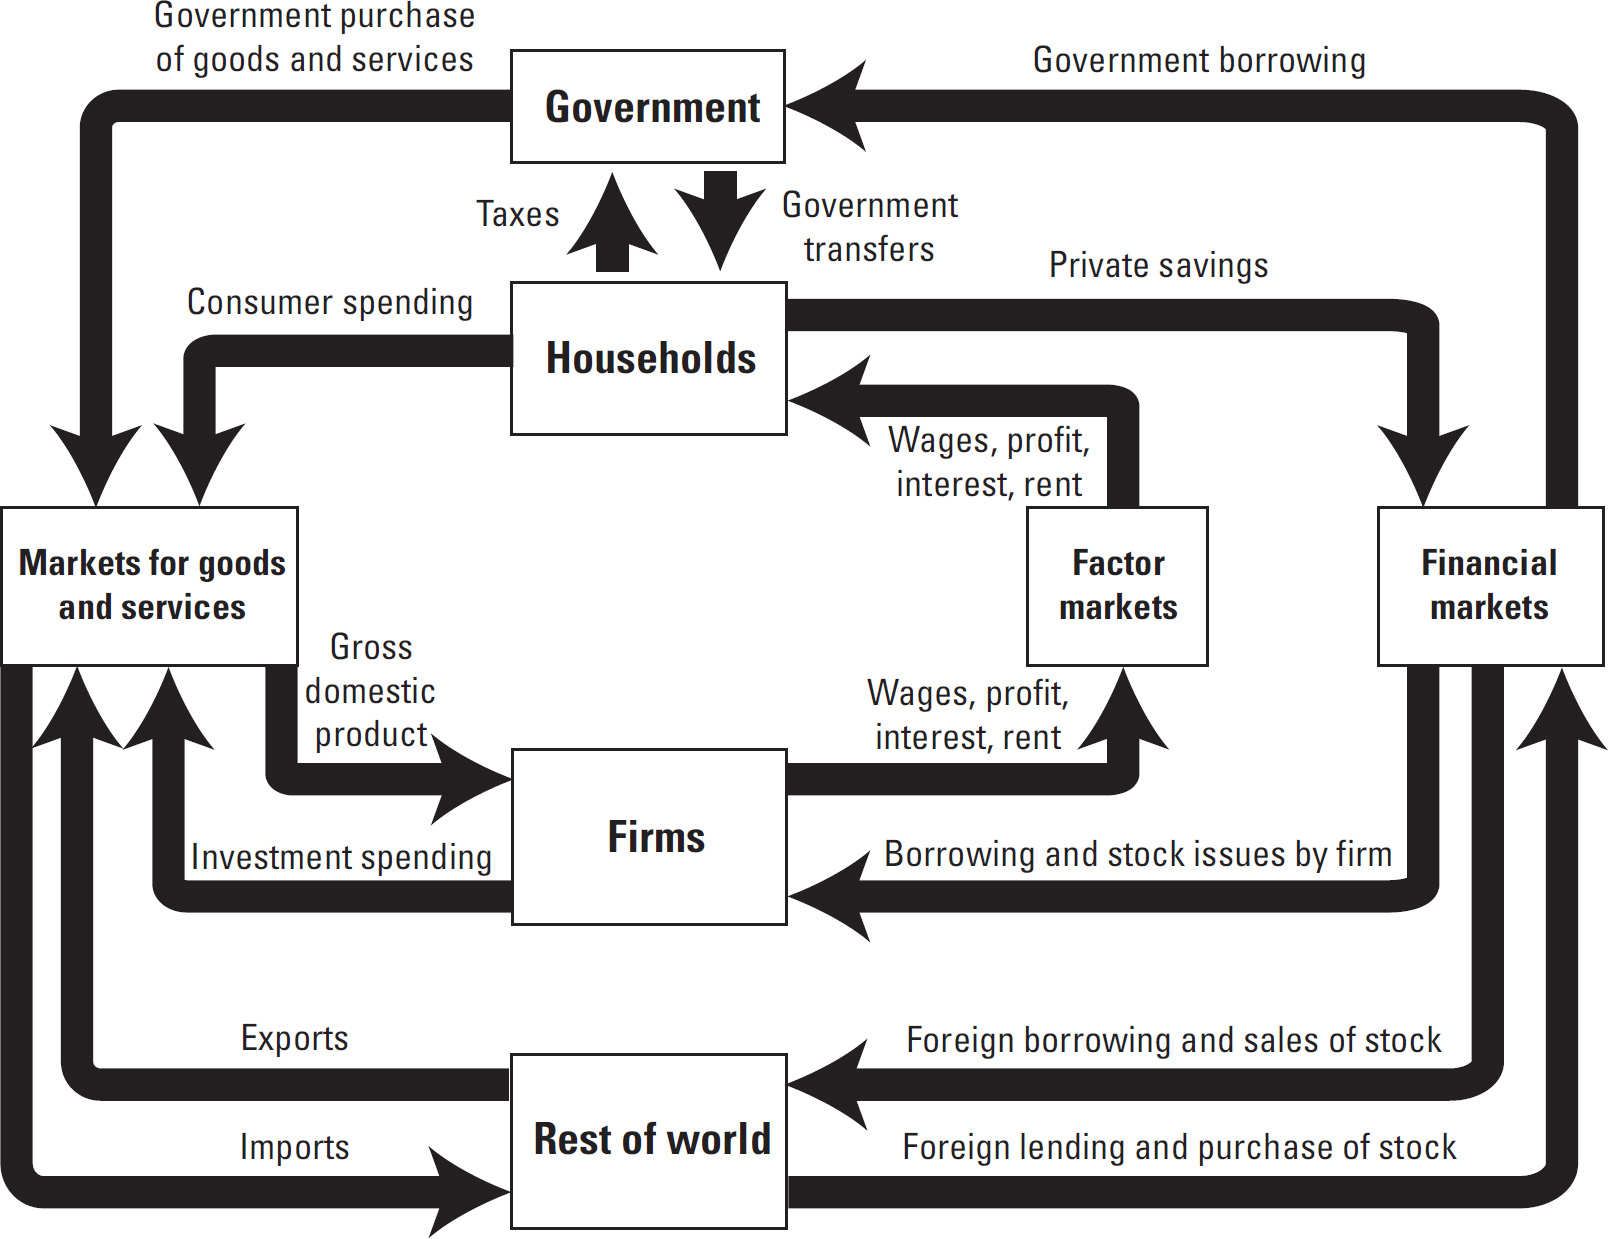 Government purchase
of goods and services
Government
Government borrowing
Taxes
Government
transfers
Private savings
Consumer spending
Households
Wages, profit,
interest, rent
Markets for goods
and services
Factor
markets
Financial
markets
Gross
domestic
product
Wages, profit,
interest, rent
Firms
Investment spending
Borrowing and stock issues by firm
Exports
Foreign borrowing and sales of stock
Rest of world
Imports
Foreign lending and purchase of stock